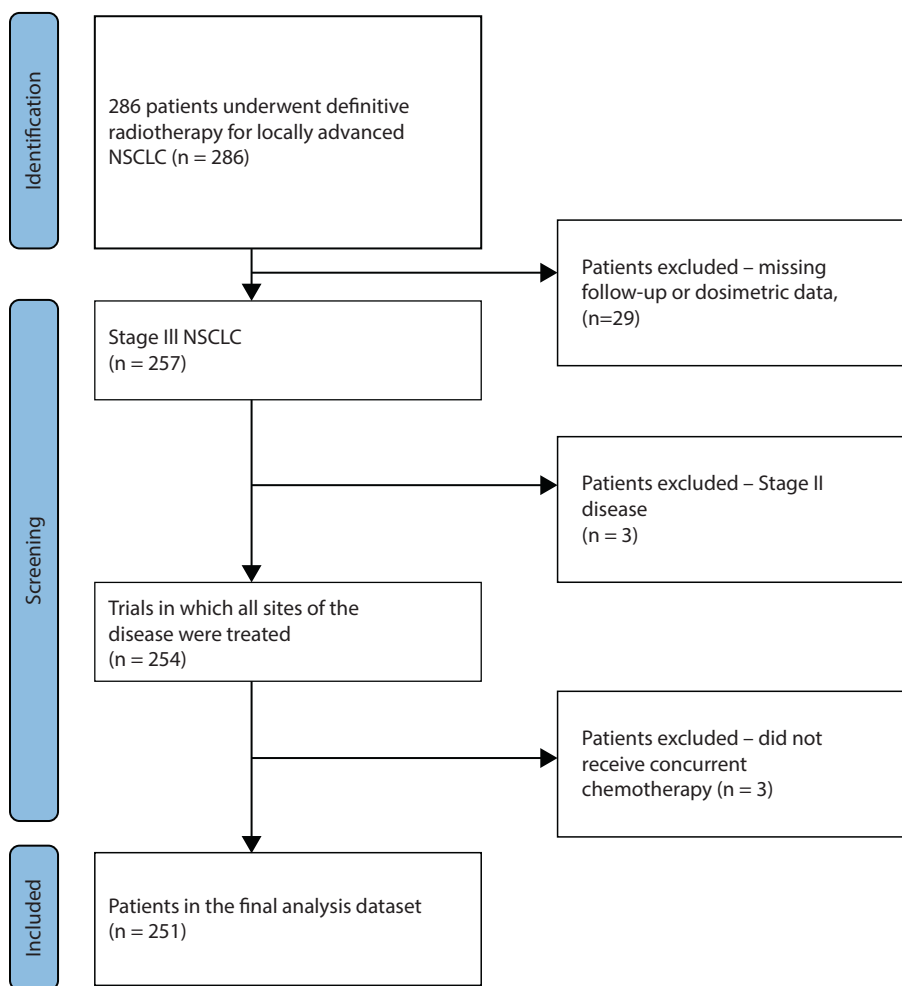 Identification
286 patients underwent definitive
radiotherapy for locally advanced
NSCLC (n = 286)
Patients excluded – missing
follow-up or dosimetric data,
(n=29)
Screening
Stage III NSCLC
(n = 257)
Patients excluded – Stage II
disease
(n = 3)
Trials in which all sites of the
disease were treated
(n = 254)
Patients excluded – did not
receive concurrent
chemotherapy (n = 3)
Included
Patients in the final analysis dataset
(n = 251)